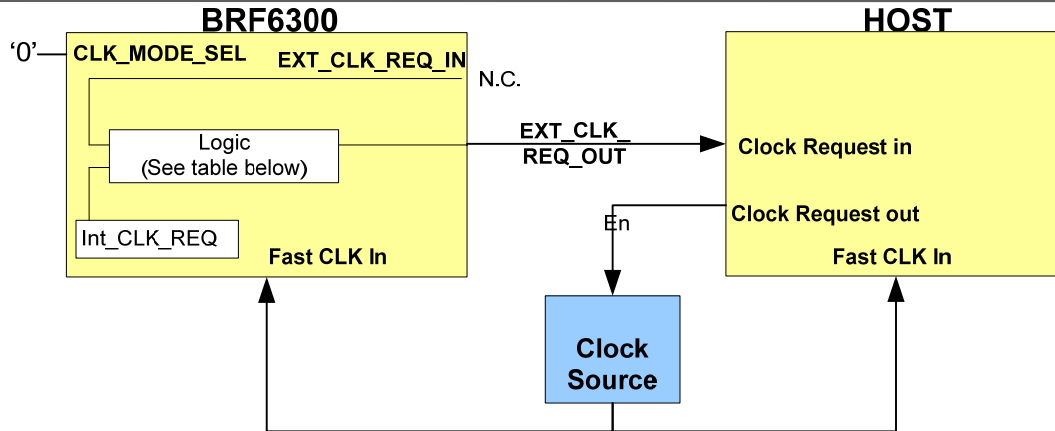 BRF6300
HOST
'0'
CLK_MODE_SEL
EXT_CLK_REQ_IN
N.C.
Logic
(See table below)
EXT_CLK_
REQ_OUT
Clock Request in
Int_CLK_REQ
Clock Request out
En
Fast CLK In
Fast CLK In
Clock
Source